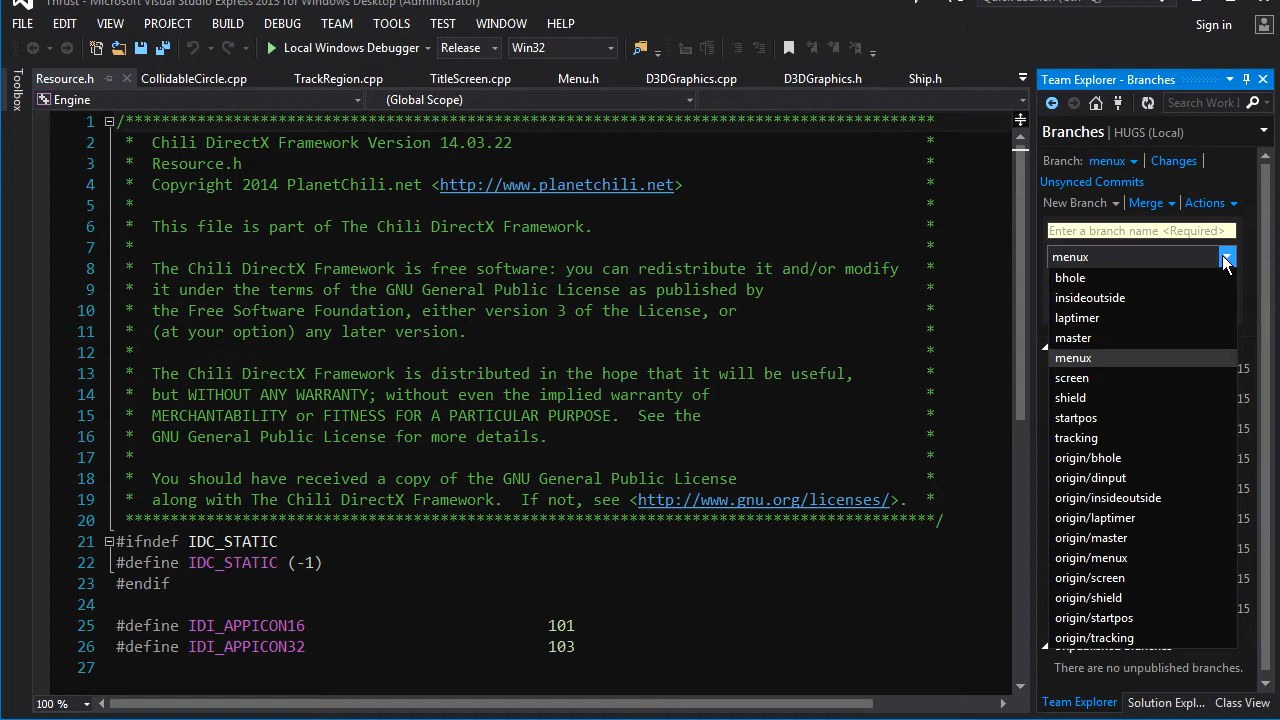 Thrust - Microsoft Visual Studio Express 2013 for Windows Desktop (Administrator)
FILE EDIT VIEW PROJECT BUILD DEBUG TEAM TOOLS TEST WINDOW HELP
Sign in
Local Windows Debugger Release Win32
Toolbox
Resource.h CollidableCircle.cpp TrackRegion.cpp TitleScreen.cpp Menu.h D3DGraphics.cpp D3DGraphics.h Ship.h
Engine (Global Scope)
1 /******************************************************************************************
2 * Chili DirectX Framework Version 14.03.22 *
3 * Resource.h *
4 * Copyright 2014 PlanetChili.net <http://www.planetchili.net> *
5 * *
6 * This file is part of The Chili DirectX Framework. *
7 * *
8 * The Chili DirectX Framework is free software: you can redistribute it and/or modify *
9 * it under the terms of the GNU General Public License as published by *
10 * the Free Software Foundation, either version 3 of the License, or *
11 * (at your option) any later version. *
12 * *
13 * The Chili DirectX Framework is distributed in the hope that it will be useful, *
14 * but WITHOUT ANY WARRANTY; without even the implied warranty of *
15 * MERCHANTABILITY or FITNESS FOR A PARTICULAR PURPOSE. See the *
16 * GNU General Public License for more details. *
17 * *
18 * You should have received a copy of the GNU General Public License *
19 * along with The Chili DirectX Framework. If not, see <http://www.gnu.org/licenses/>. *
20 ******************************************************************************************/
21 #ifndef IDC_STATIC
22 #define IDC_STATIC (-1)
23 #endif
24
25 #define IDI_APPICON16 101
26 #define IDI_APPICON32 103
27
100 %
Team Explorer - Branches
Search Work I
Branches | HUGS (Local)
Branch: menux | Changes |
Unsynced Commits
New Branch | Merge | Actions
Enter a branch name <Required>
menux
bhole
insideoutside
laptimer
master
menux
screen
shield
startpos
tracking
origin/bhole
origin/dinput
origin/insideoutside
origin/laptimer
origin/master
origin/menux
origin/screen
origin/shield
origin/startpos
origin/tracking
15
15
15
15
15
15
15
15
15
There are no unpublished branches.
Team Explorer Solution Expl... Class View